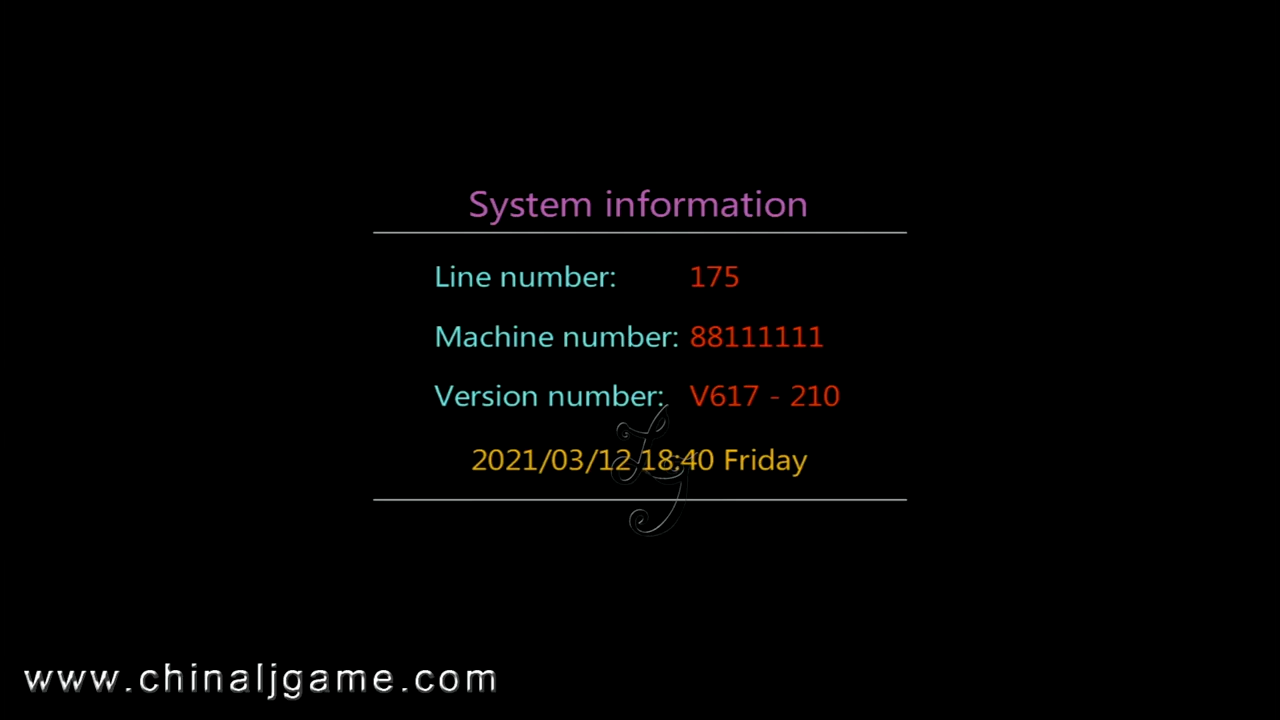 System information
Line number: 175
Machine number: 88111111
Version number: V617 - 210
2021/03/12 18:40 Friday
www.chinaljgame.com